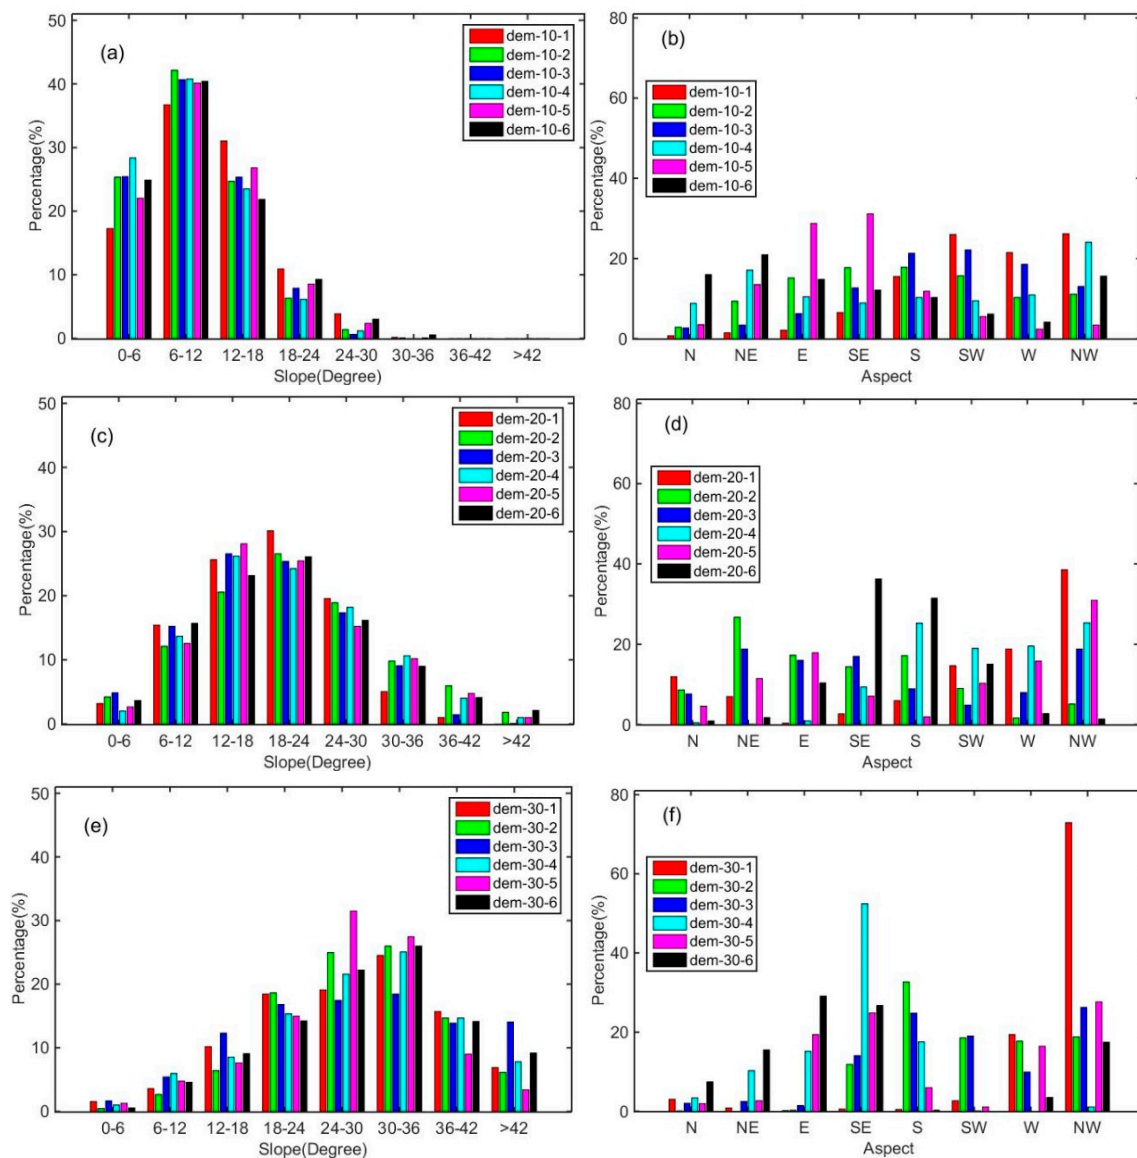 (a)
50
40
30
20
10
0
Percentage(%)
dem-10-1
dem-10-2
dem-10-3
dem-10-4
dem-10-5
dem-10-6
0-6 6-12 12-18 18-24 24-30 30-36 36-42 >42
Slope(Degree)
(b)
80
60
40
20
0
Percentage(%)
dem-10-1
dem-10-2
dem-10-3
dem-10-4
dem-10-5
dem-10-6
N NE E SE S SW W NW
Aspect
(c)
50
40
30
20
10
0
Percentage(%)
dem-20-1
dem-20-2
dem-20-3
dem-20-4
dem-20-5
dem-20-6
0-6 6-12 12-18 18-24 24-30 30-36 36-42 >42
Slope(Degree)
(d)
80
60
40
20
0
Percentage(%)
dem-20-1
dem-20-2
dem-20-3
dem-20-4
dem-20-5
dem-20-6
N NE E SE S SW W NW
Aspect
(e)
50
40
30
20
10
0
Percentage(%)
dem-30-1
dem-30-2
dem-30-3
dem-30-4
dem-30-5
dem-30-6
0-6 6-12 12-18 18-24 24-30 30-36 36-42 >42
Slope(Degree)
(f)
80
60
40
20
0
Percentage(%)
dem-30-1
dem-30-2
dem-30-3
dem-30-4
dem-30-5
dem-30-6
N NE E SE S SW W NW
Aspect